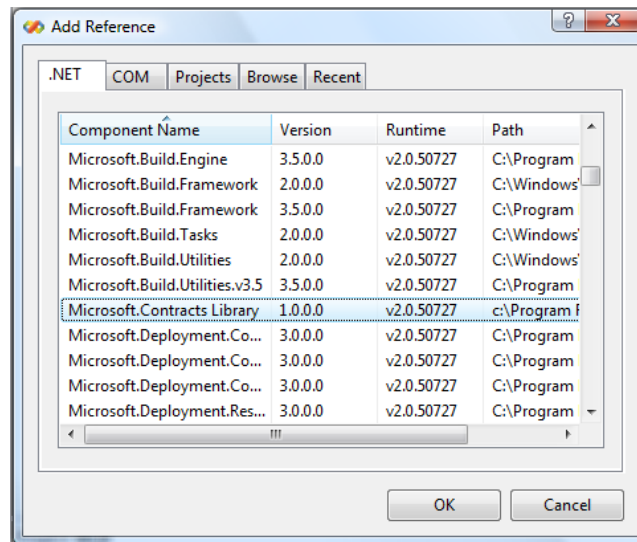 Add Reference
.NET COM Projects Browse Recent
Component Name Version Runtime Path
Microsoft.Build.Engine 3.5.0.0 v2.0.50727 C:\Program
Microsoft.Build.Framework 2.0.0.0 v2.0.50727 C:\Windows\
Microsoft.Build.Framework 3.5.0.0 v2.0.50727 C:\Program
Microsoft.Build.Tasks 2.0.0.0 v2.0.50727 C:\Windows\
Microsoft.Build.Utilities 2.0.0.0 v2.0.50727 C:\Windows\
Microsoft.Build.Utilities.v3.5 3.5.0.0 v2.0.50727 C:\Program
Microsoft.Contracts Library 1.0.0.0 v2.0.50727 c:\Program F
Microsoft.Deployment.Co... 3.0.0.0 v2.0.50727 C:\Program
Microsoft.Deployment.Co... 3.0.0.0 v2.0.50727 C:\Program
Microsoft.Deployment.Co... 3.0.0.0 v2.0.50727 C:\Program
Microsoft.Deployment.Res... 3.0.0.0 v2.0.50727 C:\Program
OK Cancel